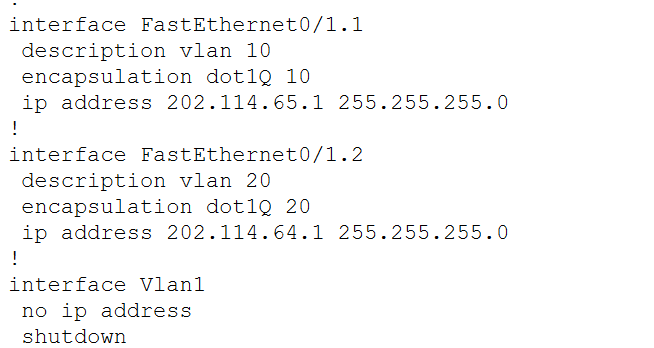 interface FastEthernet0/1.1
 description vlan 10
 encapsulation dot1Q 10
 ip address 202.114.65.1 255.255.255.0
!
interface FastEthernet0/1.2
 description vlan 20
 encapsulation dot1Q 20
 ip address 202.114.64.1 255.255.255.0
!
interface Vlan1
 no ip address
 shutdown